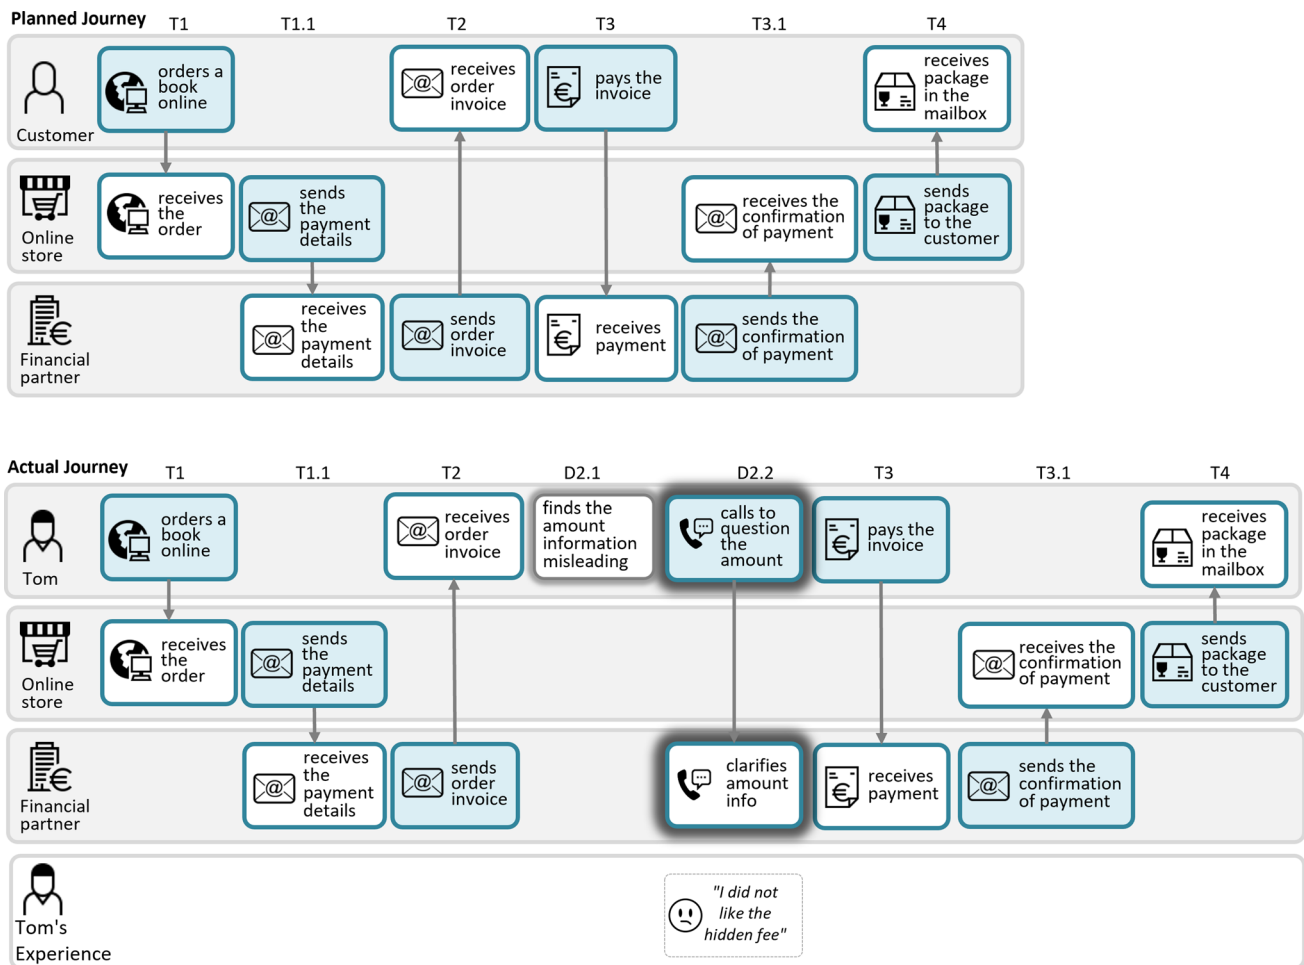 Planned Journey
T1
T1.1
T2
T3
T3.1
T4
Customer
orders a
book
online
receives
order
invoice
pays the
invoice
receives
package
in the
mailbox
Online
store
receives
the
order
@
sends
the
payment
details
receives the
confirmation
of payment
sends
package
to the
customer
Financial
partner
receives
the
payment
details
sends
order
invoice
receives
payment
sends the
confirmation
of payment
Actual Journey
T1
T1.1
T2
D2.1
D2.2
T3
T3.1
T4
Tom
orders a
book
online
receives
order
invoice
finds the
amount
information
misleading
calls to
question
the
amount
pays the
invoice
receives
package
in the
mailbox
Online
store
receives
the
order
sends
the
payment
details
receives the
confirmation
of payment
sends
package
to the
customer
Financial
partner
receives
the
payment
details
sends
order
invoice
clarifies
amount
info
receives
payment
sends the
confirmation
of payment
Tom's
Experience
"I did not
like the
hidden fee"